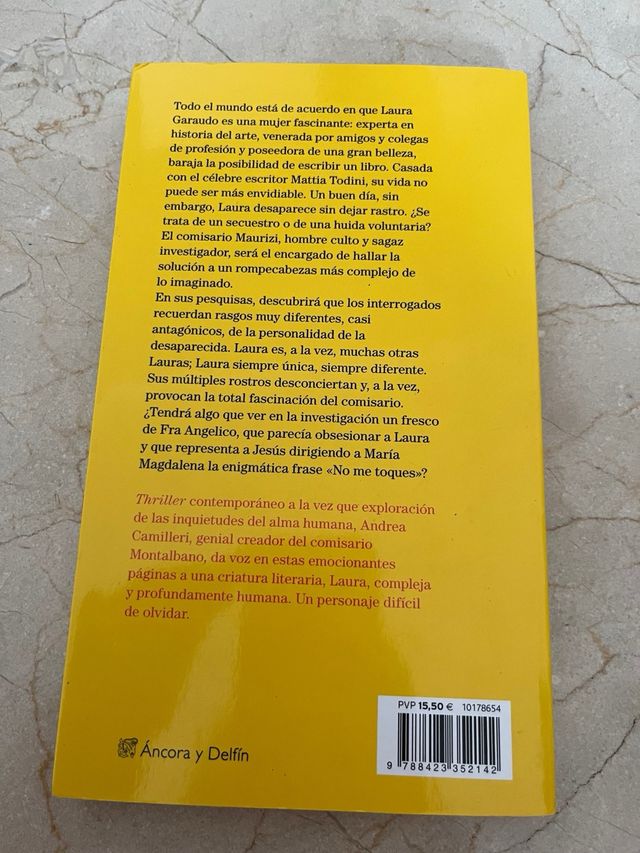 Todo el mundo está de acuerdo en que Laura
Garaudo es una mujer fascinante: experta en
historia del arte, venerada por amigos y colegas
de profesión y poseedora de una gran belleza,
baraja la posibilidad de escribir un libro. Casada
con el célebre escritor Mattia Todini, su vida no
puede ser más envidiable. Un buen día, sin
embargo, Laura desaparece sin dejar rastro. ¿Se
trata de un secuestro o de una huida voluntaria?
El comisario Maurizi, hombre culto y sagaz
investigador, será el encargado de hallar la
solución a un rompecabezas más complejo de
lo imaginado.
En sus pesquisas, descubrirá que los interrogados
recuerdan rasgos muy diferentes, casi
antagónicos, de la personalidad de la
desaparecida. Laura es, a la vez, muchas otras
Lauras; Laura siempre única, siempre diferente.
Sus múltiples rostros desconciertan y, a la vez,
provocan la total fascinación del comisario.
¿Tendrá algo que ver en la investigación un fresco
de Fra Angelico, que parecía obsesionar a Laura
y que representa a Jesús dirigiendo a María
Magdalena la enigmática frase «No me toques»?
Thriller contemporáneo a la vez que exploración
de las inquietudes del alma humana, Andrea
Camilleri, genial creador del comisario
Montalbano, da voz en estas emocionantes
páginas a una criatura literaria, Laura, compleja
y profundamente humana. Un personaje difícil
de olvidar.
PVP 15,50 € 10178654
9 788423 352142
Áncora y Delfín